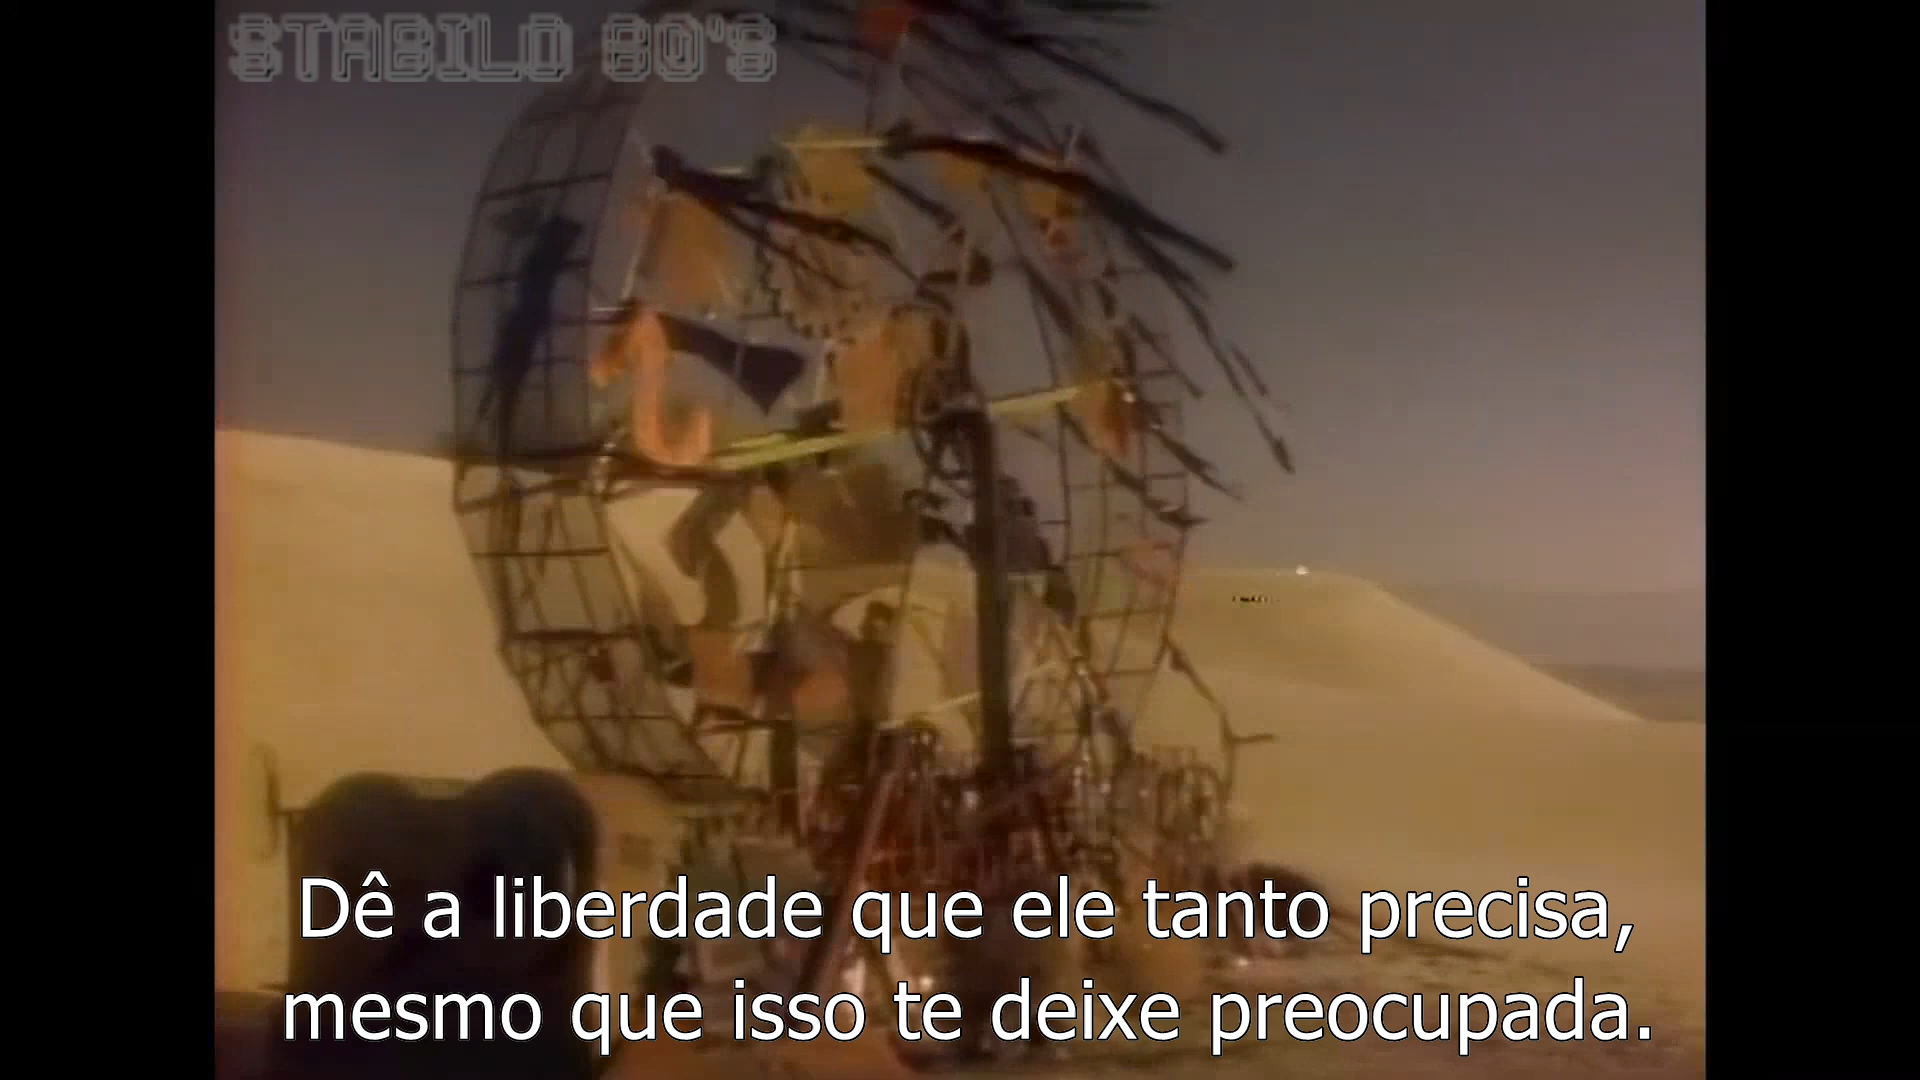 STABILO 80'S
Dê a liberdade que ele tanto precisa,
mesmo que isso te deixe preocupada.